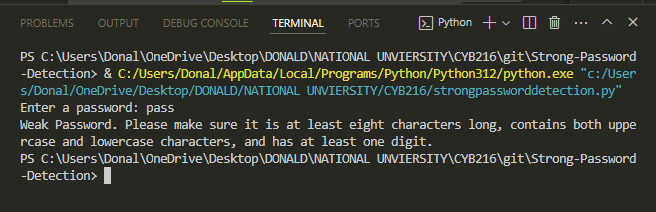 PROBLEMS OUTPUT DEBUG CONSOLE TERMINAL PORTS Python
PS C:\Users\Donal\OneDrive\Desktop\DONALD\NATIONAL UNVIERSITY\CYB216\git\Strong-Password
-Detection> & C:/Users/Donal/AppData/Local/Programs/Python/Python312/python.exe "c:/User
s/Donal/OneDrive/Desktop/DONALD/NATIONAL UNVIERSITY/CYB216/strongpassworddetection.py"
Enter a password: pass
Weak Password. Please make sure it is at least eight characters long, contains both uppe
rcase and lowercase characters, and has at least one digit.
PS C:\Users\Donal\OneDrive\Desktop\DONALD\NATIONAL UNVIERSITY\CYB216\git\Strong-Password
-Detection>